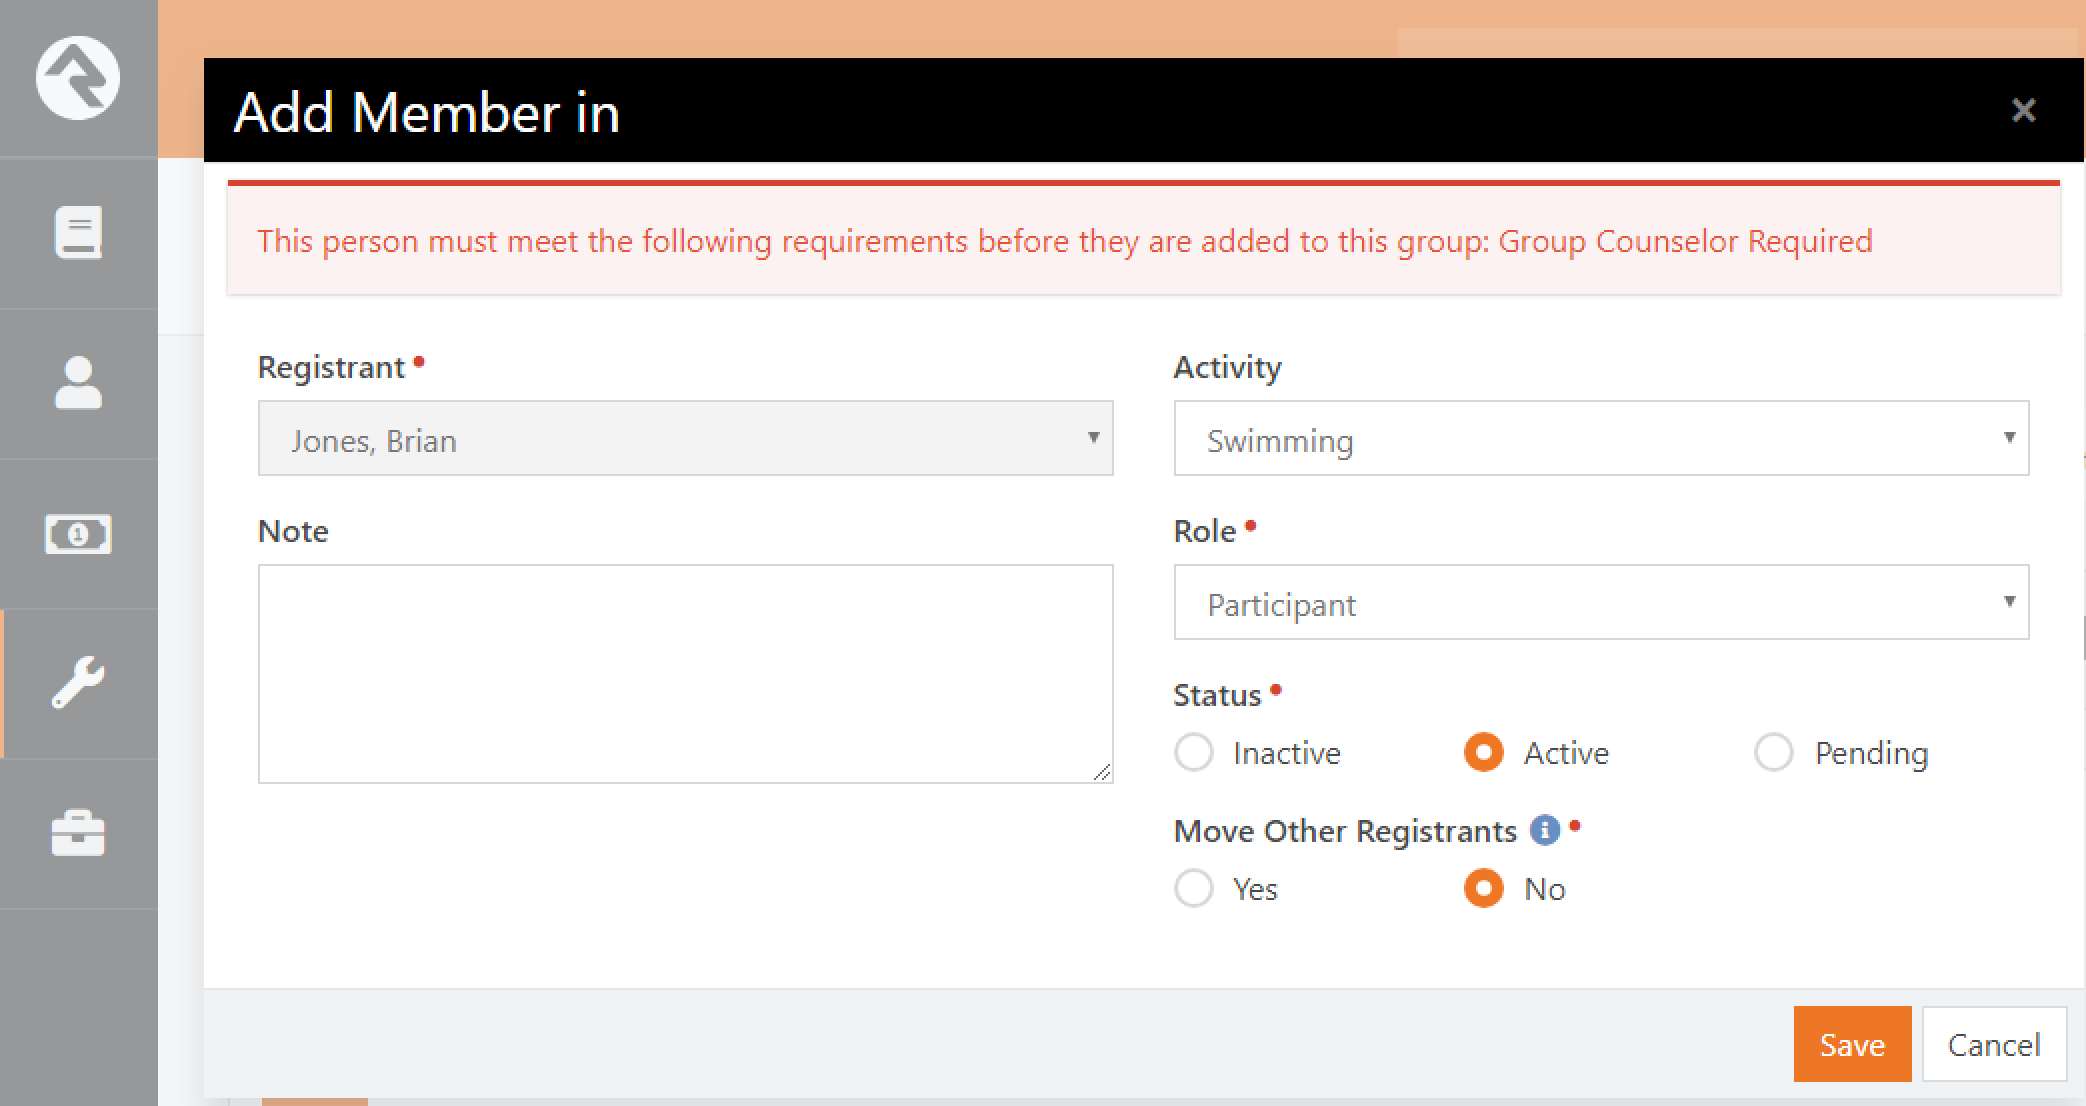 Add Member in
×
This person must meet the following requirements before they are added to this group: Group Counselor Required
Registrant
Jones, Brian
Note
Activity
Swimming
Role
Participant
Status
Inactive Active Pending
Move Other Registrants
Yes No
Save Cancel